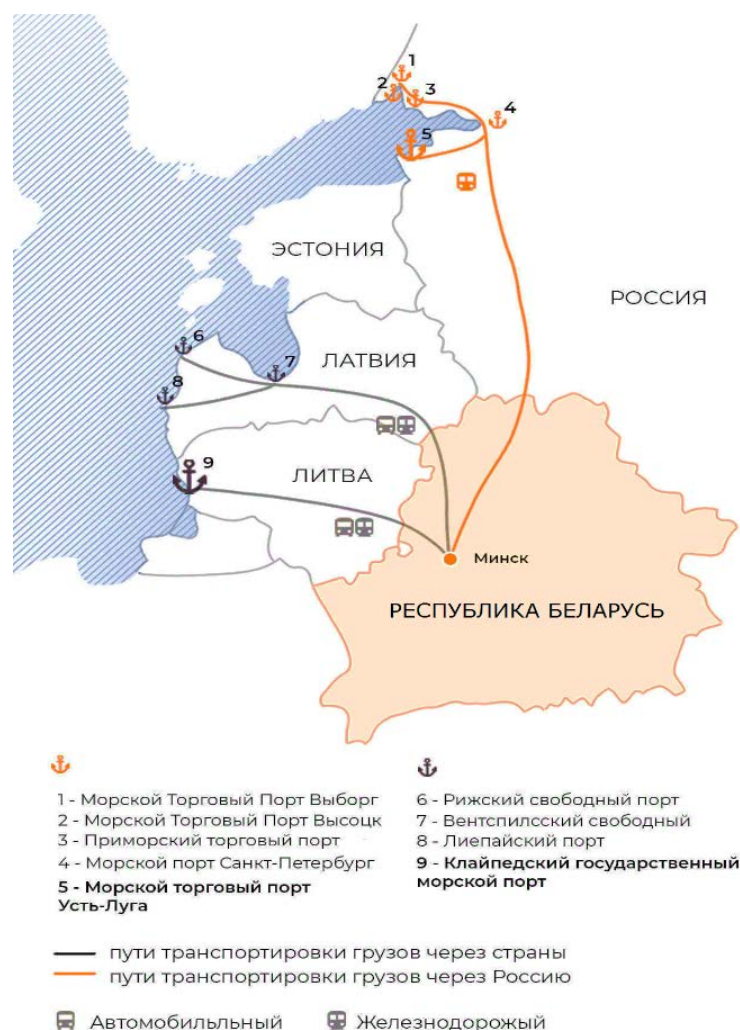 1
2
3
4
5
ЭСТОНИЯ
РОССИЯ
6
7
ЛАТВИЯ
8
9
ЛИТВА
Минск
РЕСПУБЛИКА БЕЛАРУСЬ
1 - Морской Торговый Порт Выборг
2 - Морской Торговый Порт Высоцк
3 - Приморский торговый порт
4 - Морской порт Санкт-Петербург
5 - Морской торговый порт
Усть-Луга
6 - Рижский свободный порт
7 - Вентспилсский свободный
8 - Лиепайский порт
9 - Клайпедский государственный
морской порт
пути транспортировки грузов через страны
пути транспортировки грузов через Россию
Автомобильльный
Железнодорожый